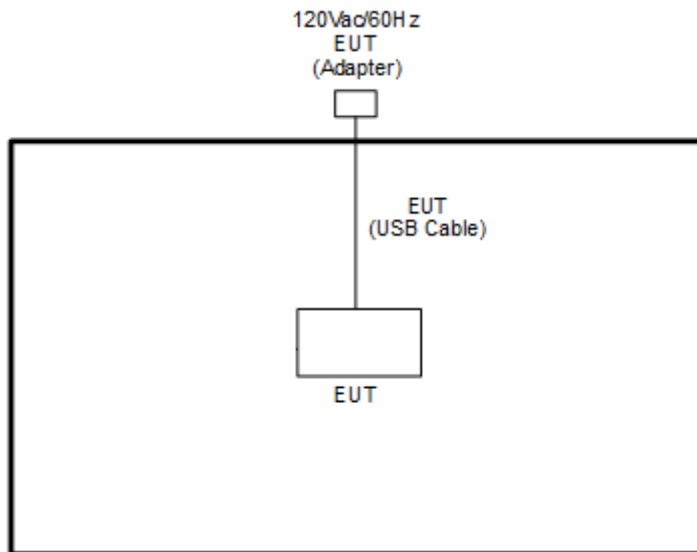 120Vac/60Hz
EUT
(Adapter)
EUT
(USB Cable)
EUT